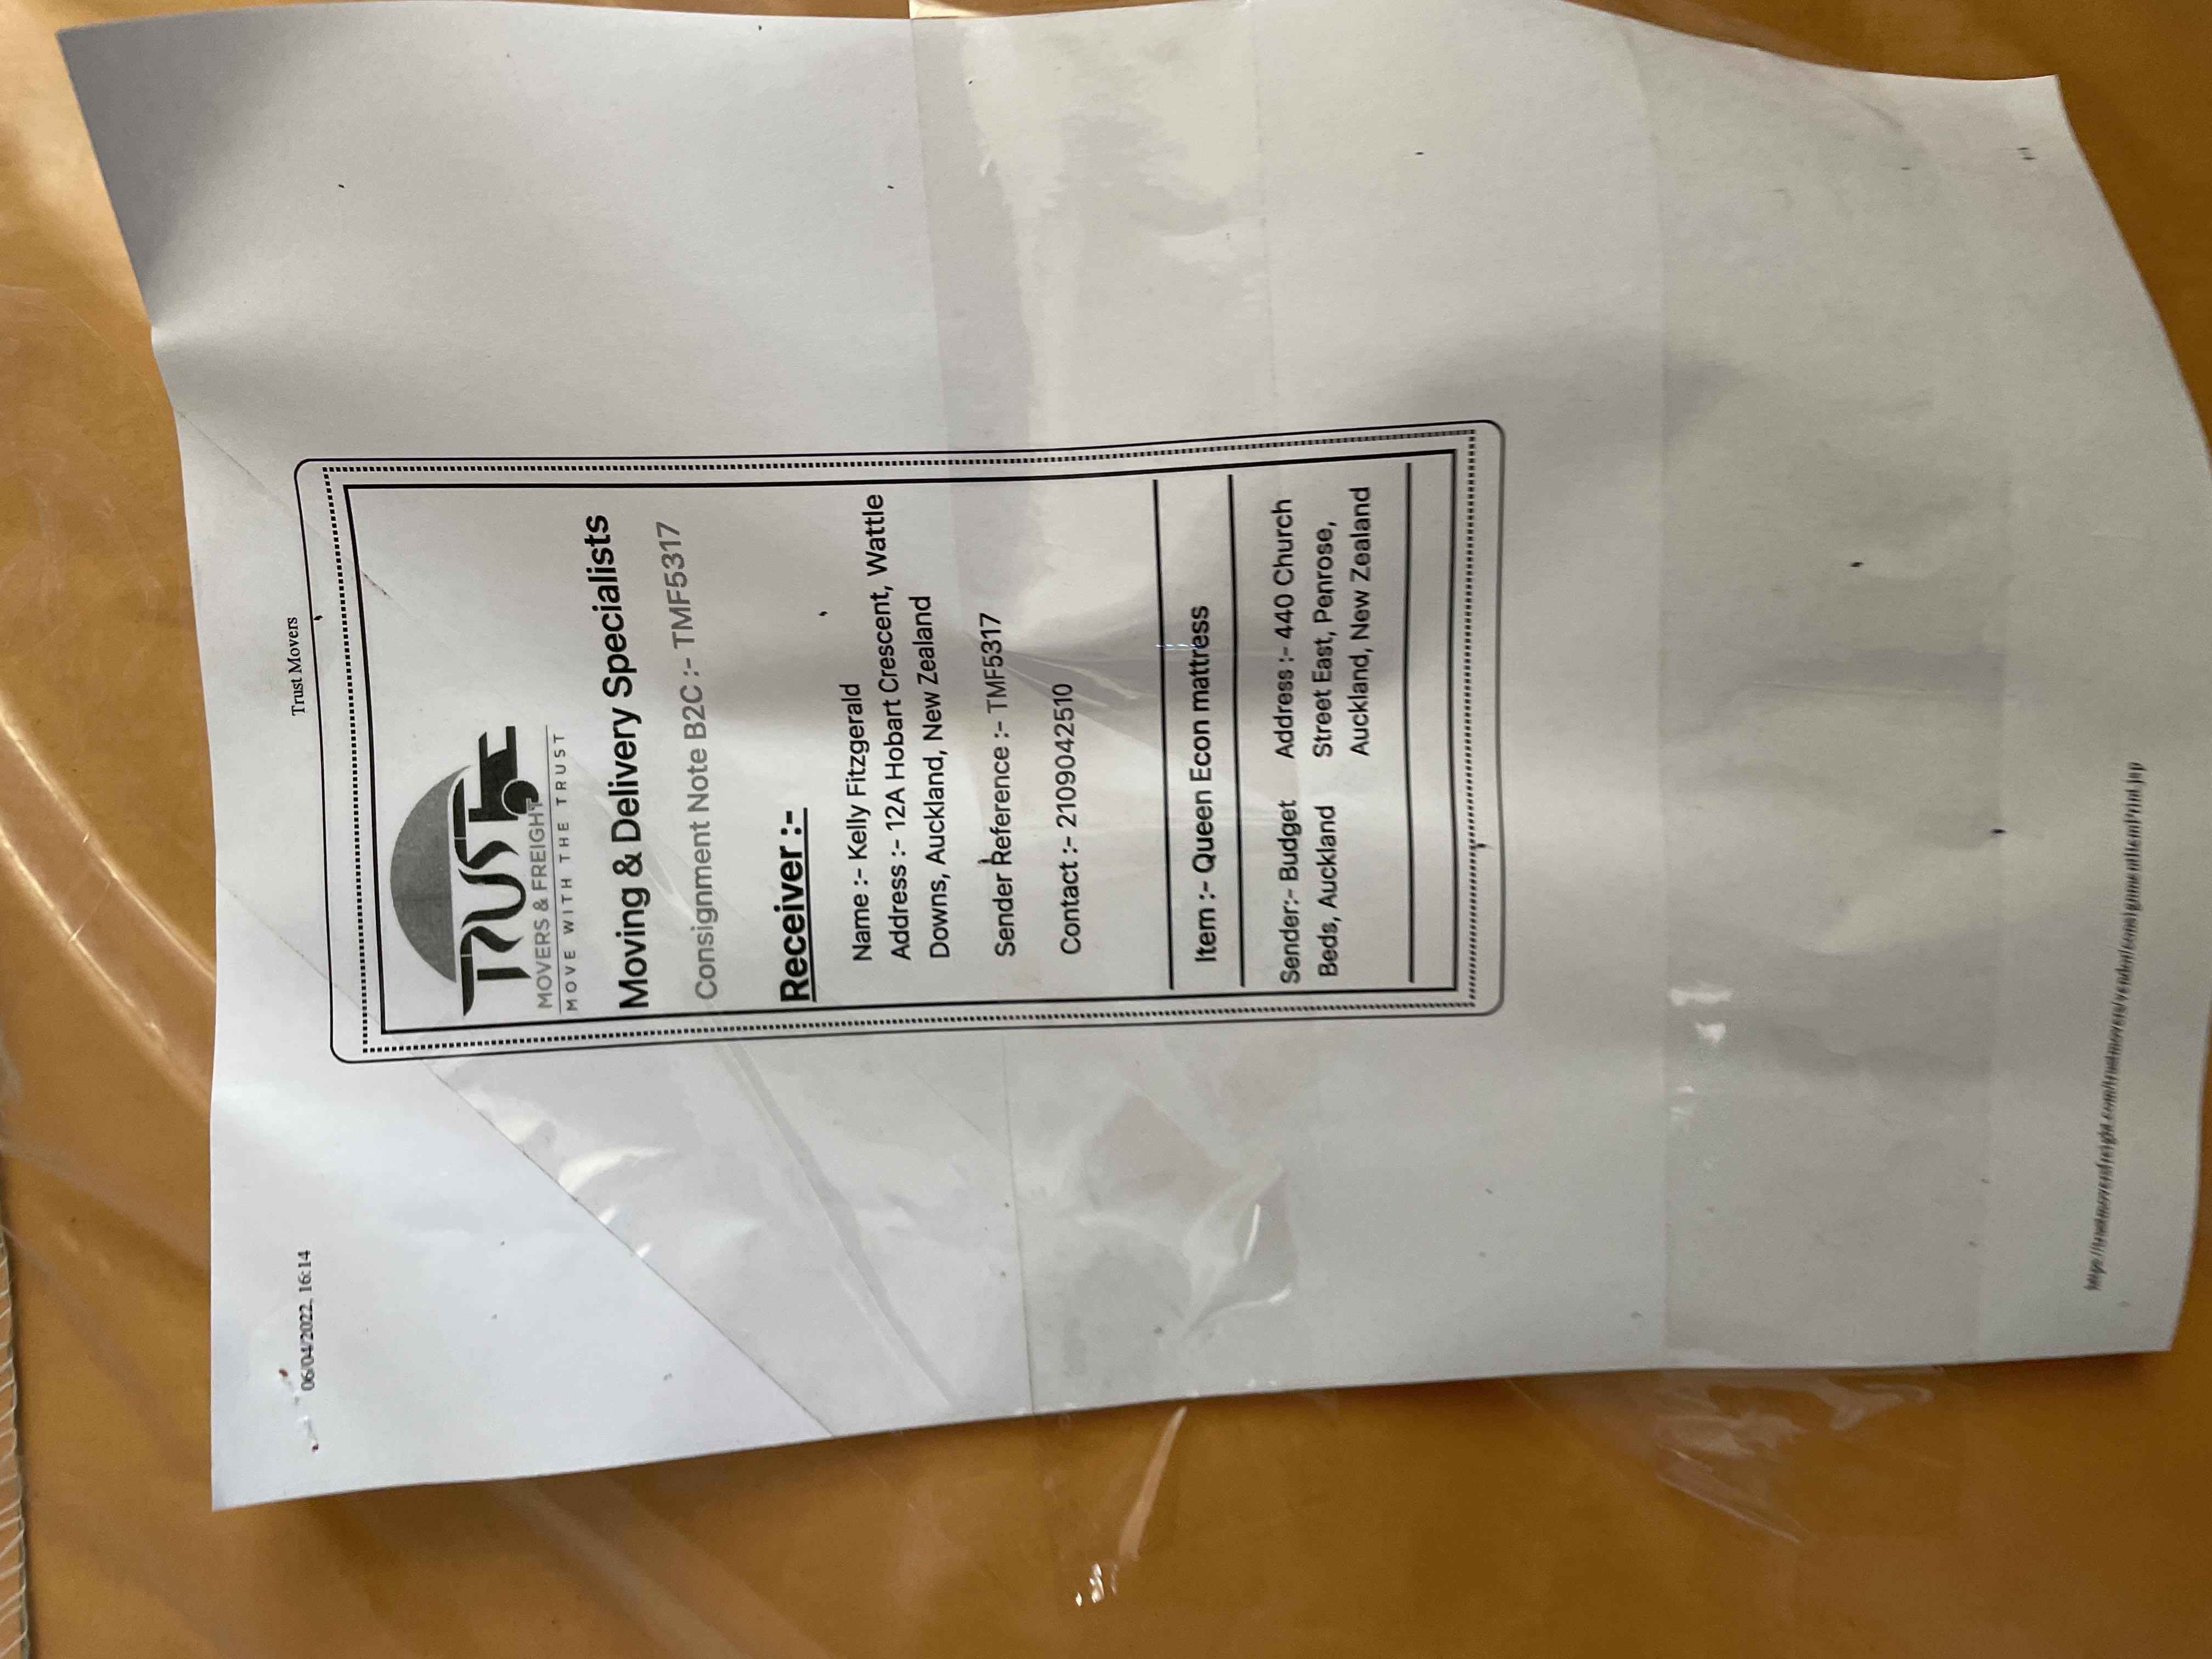 06/04/2022, 16:14
Trust Movers
TRUST
MOVERS & FREIGHT
MOVE WITH THE TRUST
Moving & Delivery Specialists
Consignment Note B2C :- TMF5317
Receiver :-
Name :- Kelly Fitzgerald
Address :- 12A Hobart Crescent, Wattle
Downs, Auckland, New Zealand
Sender Reference :- TMF5317
Contact :- 2109042510
Item :- Queen Econ mattress
Sender:- Budget
Beds, Auckland
Address :- 440 Church
Street East, Penrose,
Auckland, New Zealand